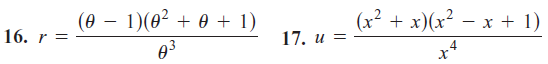 16. r = (θ − 1)(θ² + θ + 1) / θ³ 17. u = (x² + x)(x² − x + 1) / x⁴